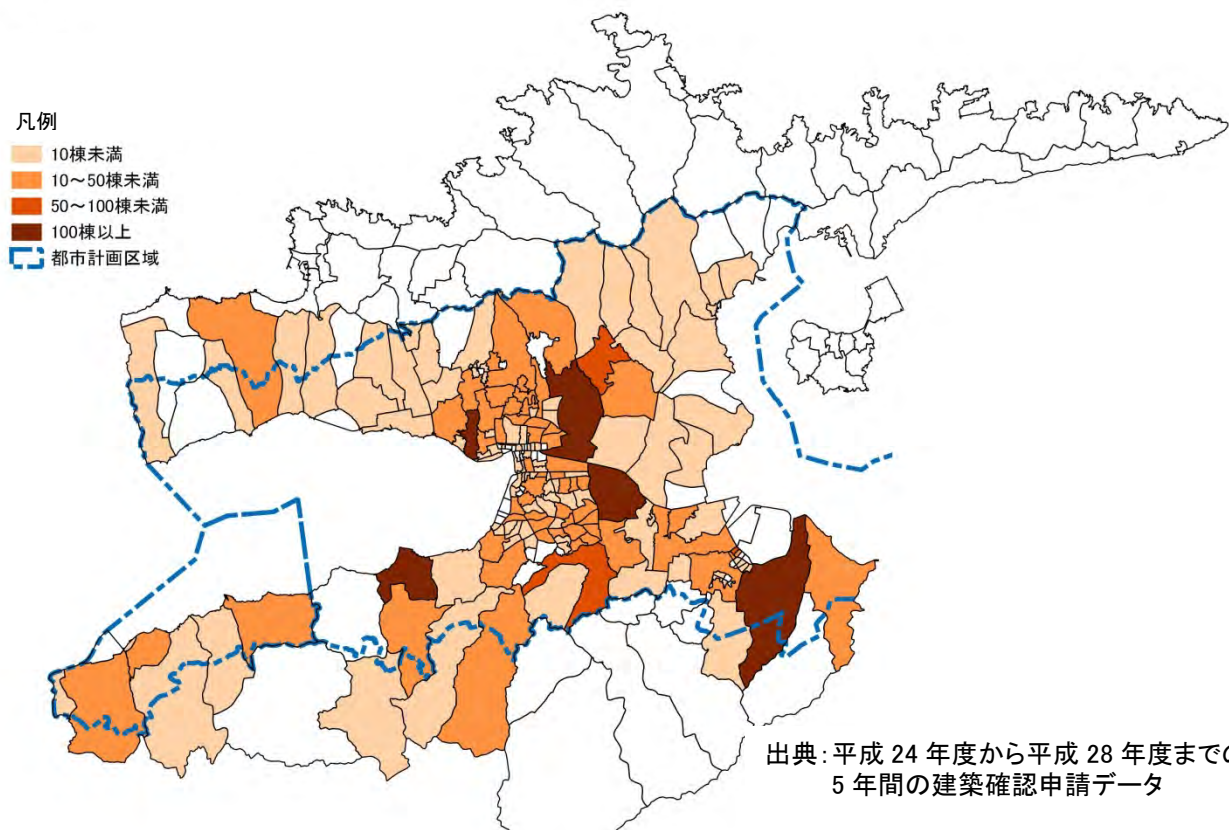 凡例
10棟未満
10～50棟未満
50～100棟未満
100棟以上
都市計画区域
出典：平成 24 年度から平成 28 年度までの
5 年間の建築確認申請データ